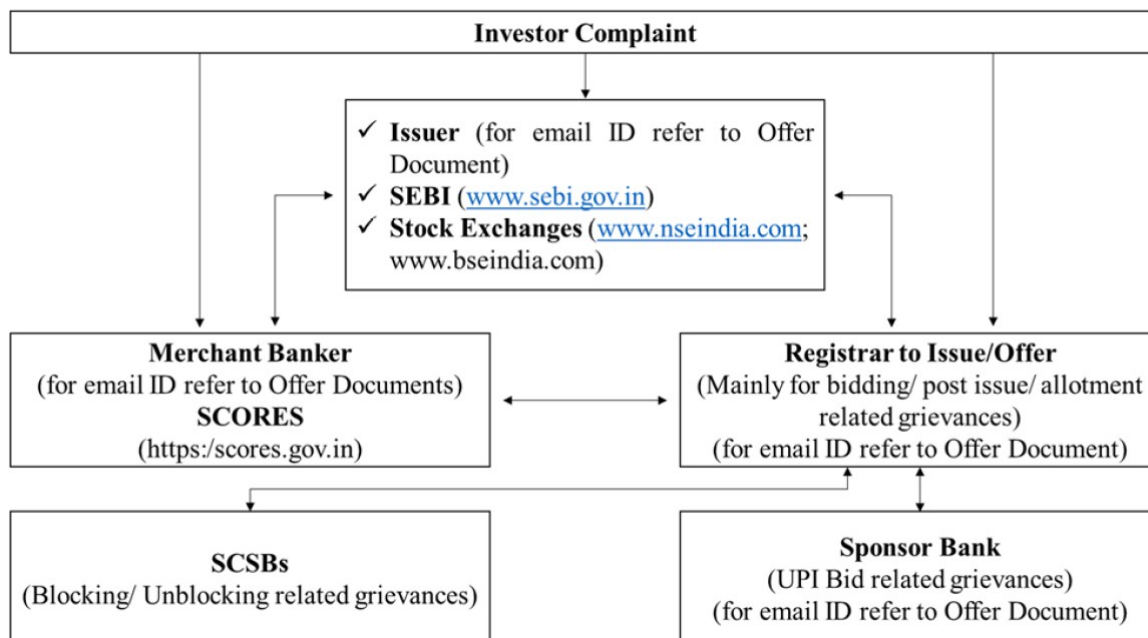 Investor Complaint
✓ Issuer (for email ID refer to Offer
Document)
✓ SEBI (www.sebi.gov.in)
✓ Stock Exchanges (www.nseindia.com;
www.bseindia.com)
Merchant Banker
(for email ID refer to Offer Documents)
SCORES
(https:/scores.gov.in)
Registrar to Issue/Offer
(Mainly for bidding/ post issue/ allotment
related grievances)
(for email ID refer to Offer Document)
SCSBs
(Blocking/ Unblocking related grievances)
Sponsor Bank
(UPI Bid related grievances)
(for email ID refer to Offer Document)